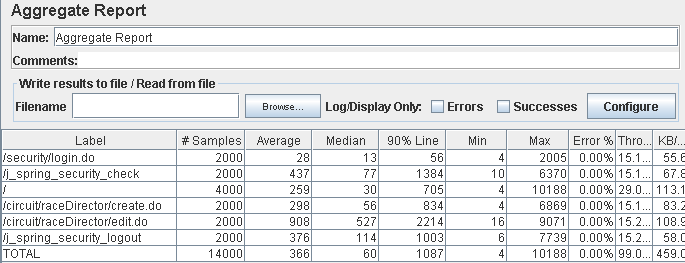 Aggregate Report
Name: Aggregate Report
Comments:
Write results to file / Read from file
Filename Browse... Log/Display Only: Errors Successes Configure
Label # Samples Average Median 90% Line Min Max Error % Thro... KB/...
/security/login.do 2000 28 13 56 4 2005 0.00% 15.1... 55.6
/j_spring_security_check 2000 437 77 1384 10 6370 0.00% 15.1... 67.8
/ 4000 259 30 705 4 10188 0.00% 29.0... 113.1
/circuit/raceDirector/create.do 2000 298 56 834 4 6869 0.00% 15.1... 83.2
/circuit/raceDirector/edit.do 2000 908 527 2214 16 9071 0.00% 15.2... 108.9
/j_spring_security_logout 2000 376 114 1003 6 7739 0.00% 15.2... 58.0
TOTAL 14000 366 60 1087 4 10188 0.00% 99.0... 459.0